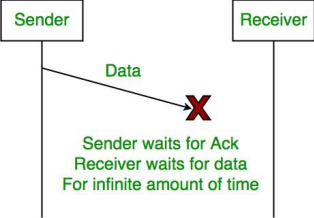 Sender
Receiver
Data
X
Sender waits for Ack
Receiver waits for data
For infinite amount of time